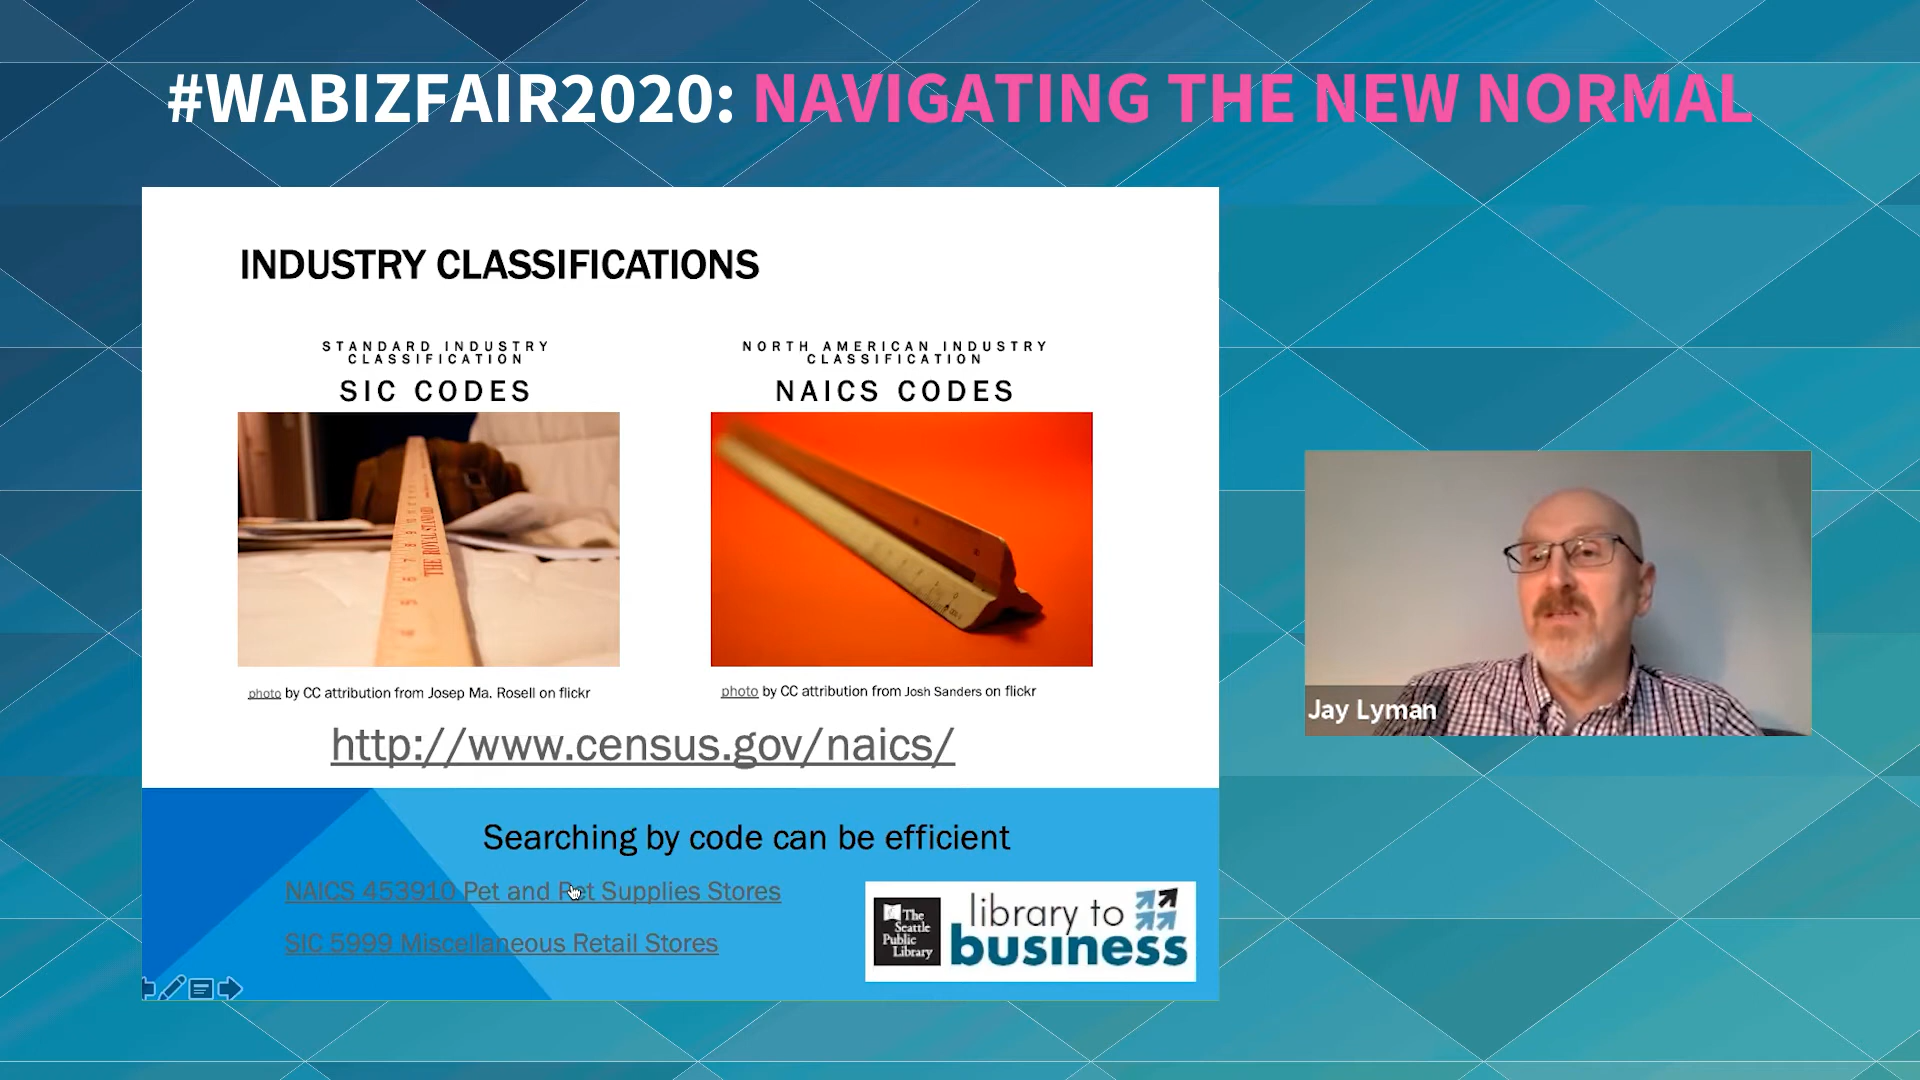 #WABIZFAIR2020: NAVIGATING THE NEW NORMAL
INDUSTRY CLASSIFICATIONS
STANDARD INDUSTRY
CLASSIFICATION
SIC CODES
NORTH AMERICAN INDUSTRY
CLASSIFICATION
NAICS CODES
THE ROYAL STANDARD
photo by CC attribution from Josep Ma. Rosell on flickr
photo by CC attribution from Josh Sanders on flickr
http://www.census.gov/naics/
Jay Lyman
Searching by code can be efficient
NAICS 453910 Pet and Pet Supplies Stores
SIC 5999 Miscellaneous Retail Stores
The
Seattle
Public
Library
library to
business